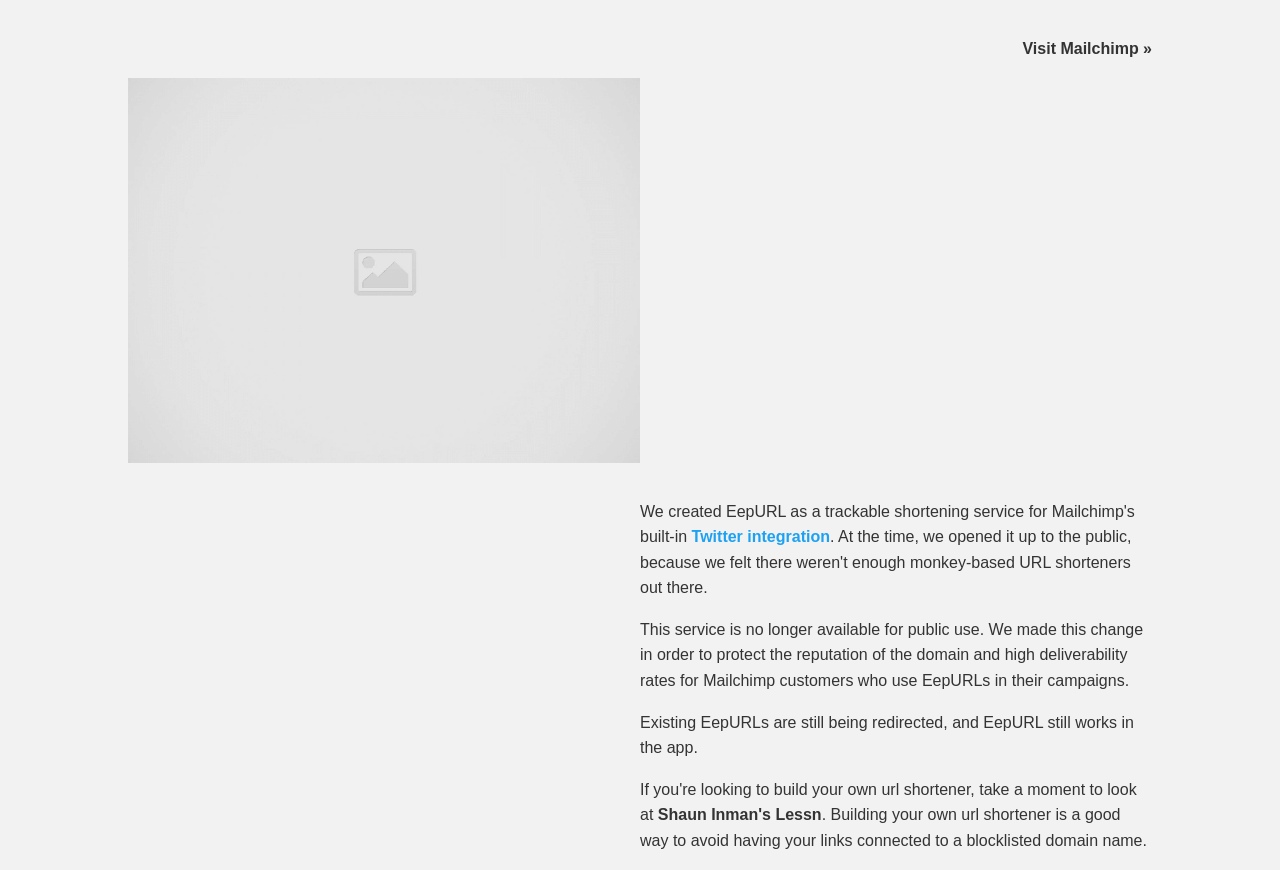 Visit Mailchimp »
We created EepURL as a trackable shortening service for Mailchimp's
built-in Twitter integration. At the time, we opened it up to the public,
because we felt there weren't enough monkey-based URL shorteners
out there.
This service is no longer available for public use. We made this change
in order to protect the reputation of the domain and high deliverability
rates for Mailchimp customers who use EepURLs in their campaigns.
Existing EepURLs are still being redirected, and EepURL still works in
the app.
If you're looking to build your own url shortener, take a moment to look
at Shaun Inman's Lessn. Building your own url shortener is a good
way to avoid having your links connected to a blocklisted domain name.